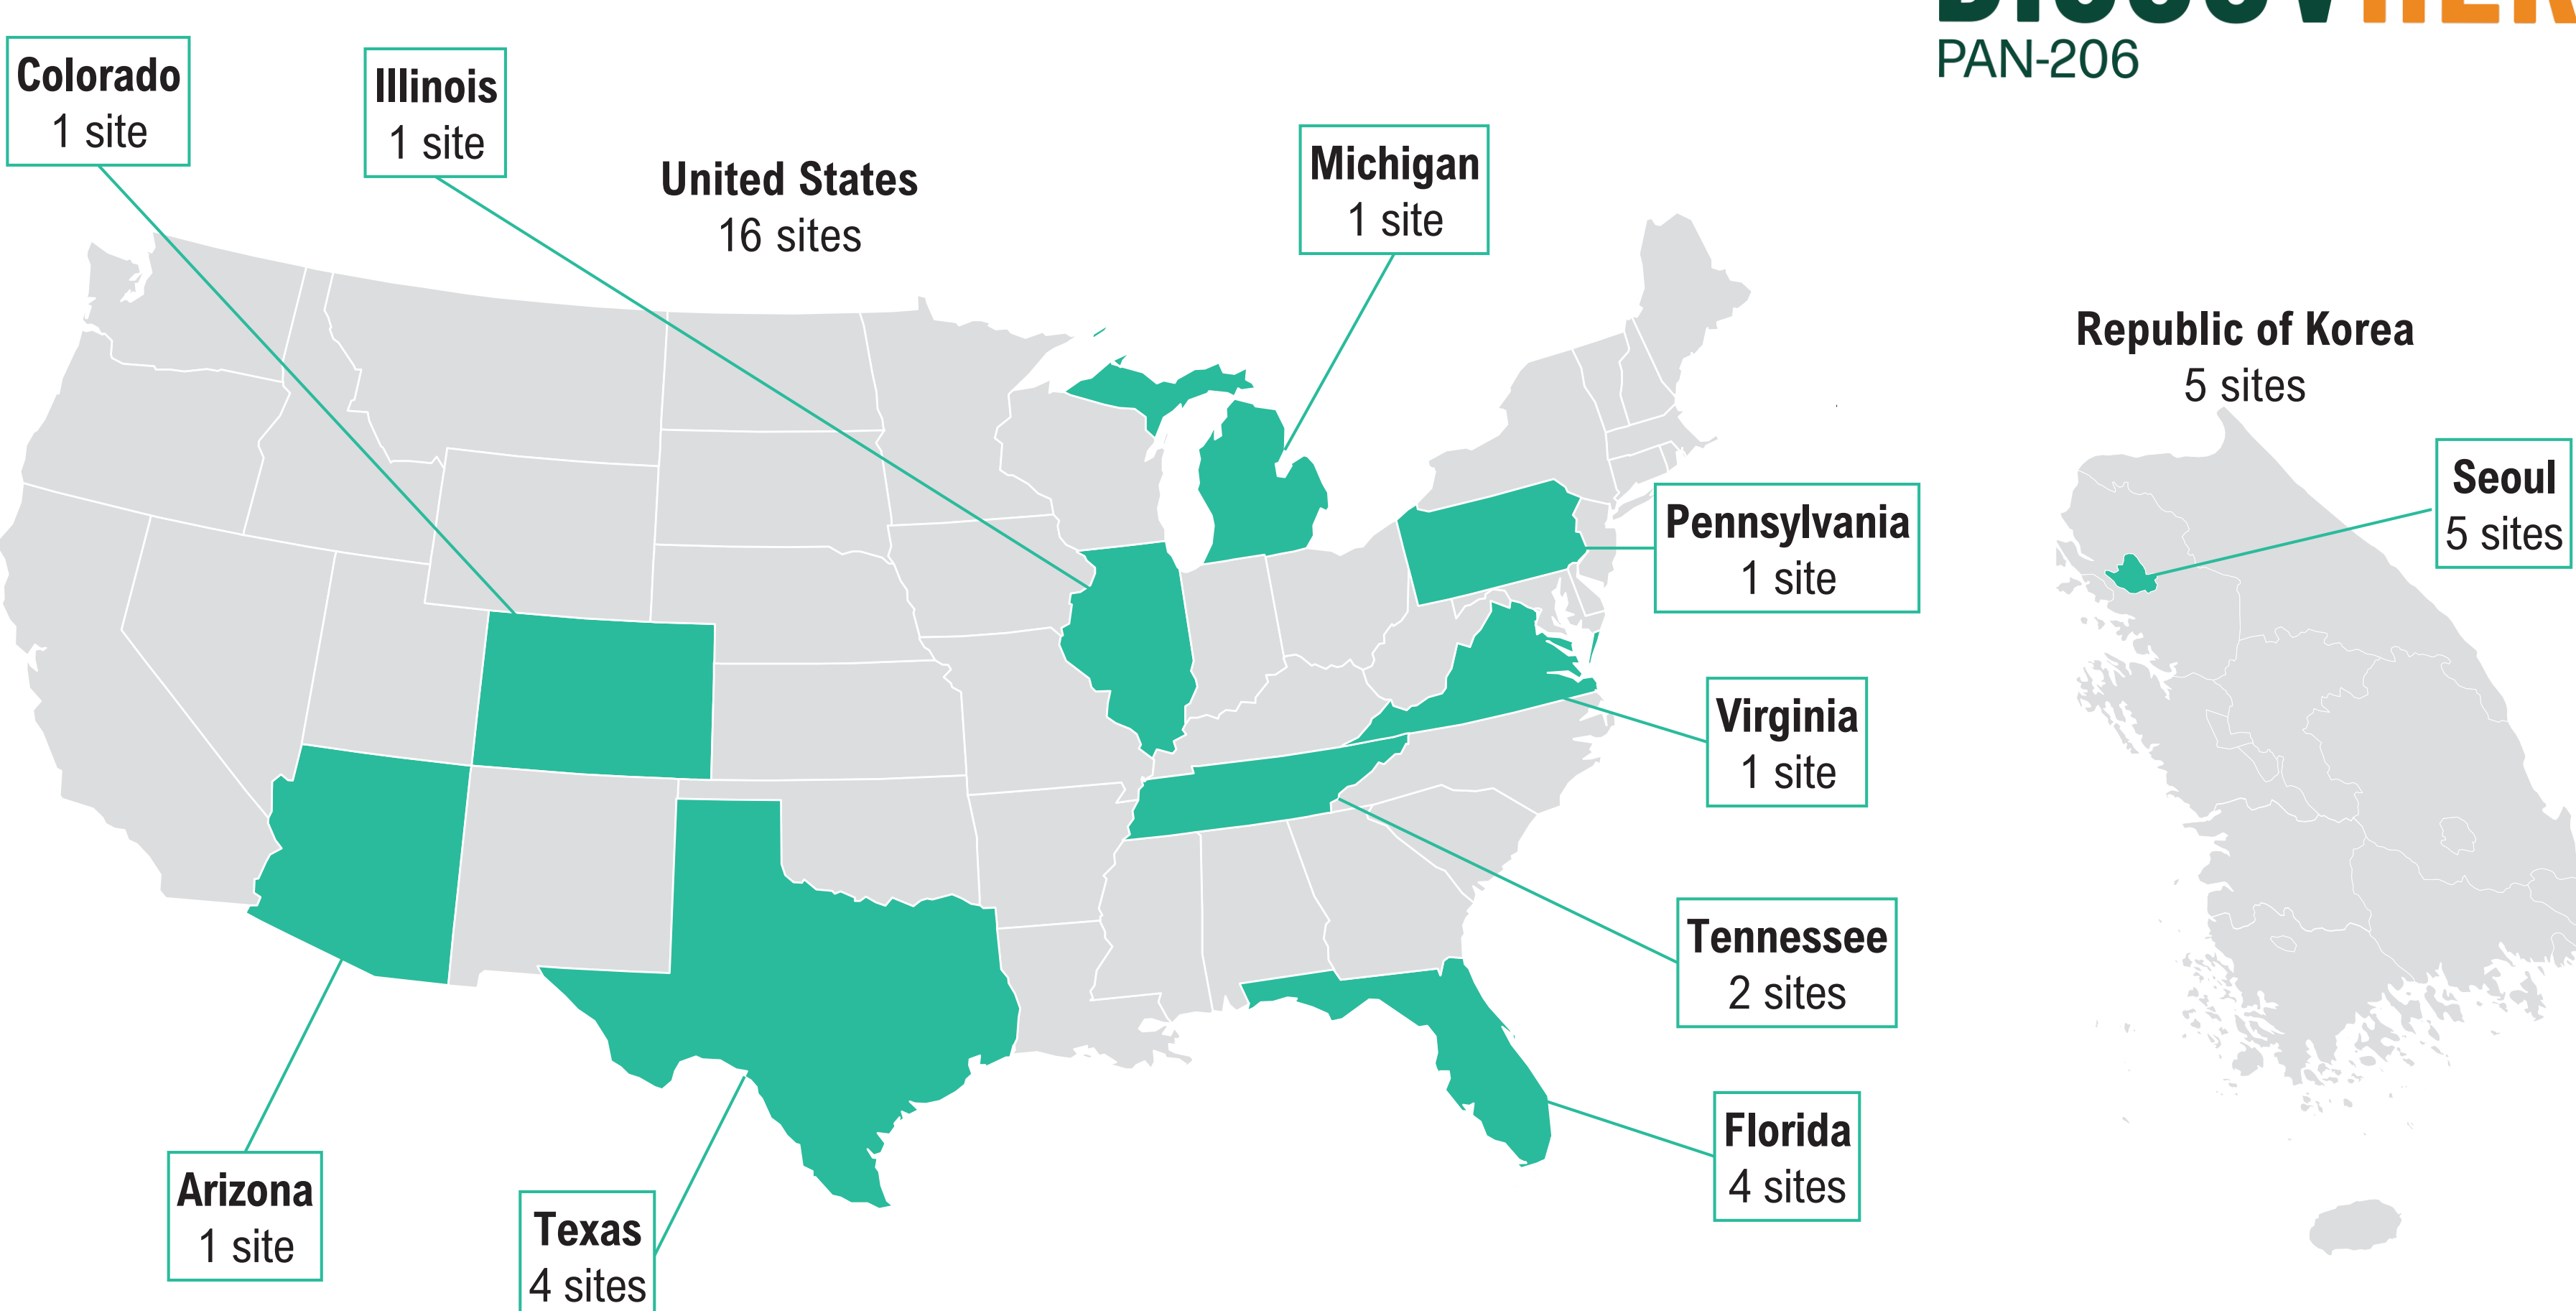 PAN-206
Colorado
1 site
Illinois
1 site
United States
16 sites
Michigan
1 site
Republic of Korea
5 sites
Seoul
5 sites
Pennsylvania
1 site
Virginia
1 site
Tennessee
2 sites
Florida
4 sites
Arizona
1 site
Texas
4 sites